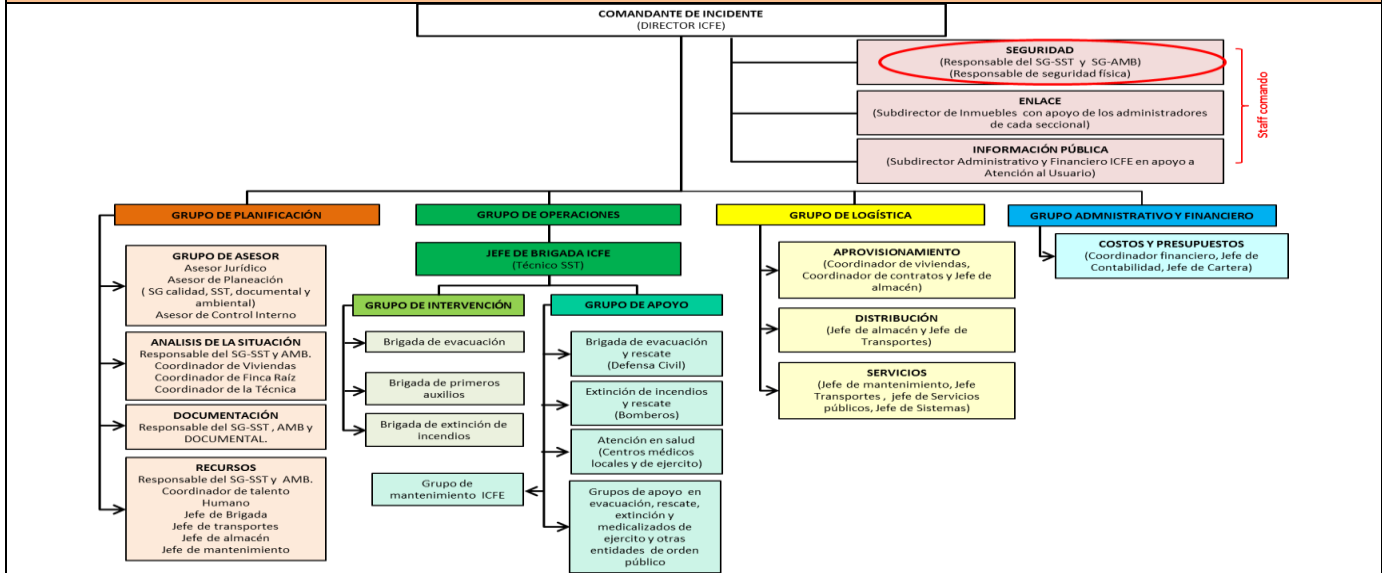 COMANDANTE DE INCIDENTE
(DIRECTOR ICFE)
SEGURIDAD
(Responsable del SG-SST y SG-AMB)
(Responsable de seguridad física)
ENLACE
(Subdirector de Inmuebles con apoyo de los administradores
de cada seccional)
INFORMACIÓN PÚBLICA
(Subdirector Administrativo y Financiero ICFE en apoyo a
Atención al Usuario)
Staff comando
GRUPO DE PLANIFICACIÓN
GRUPO DE ASESOR
Asesor Jurídico
Asesor de Planeación
( SG calidad, SST, documental y
ambiental)
Asesor de Control Interno
ANALISIS DE LA SITUACIÓN
Responsable del SG-SST y AMB.
Coordinador de Viviendas
Coordinador de Finca Raíz
Coordinador de la Técnica
DOCUMENTACIÓN
Responsable del SG-SST , AMB y
DOCUMENTAL.
RECURSOS
Responsable del SG-SST y AMB.
Coordinador de talento
Humano
Jefe de Brigada
Jefe de transportes
Jefe de almacén
Jefe de mantenimiento
GRUPO DE OPERACIONES
JEFE DE BRIGADA ICFE
(Técnico SST)
GRUPO DE INTERVENCIÓN
Brigada de evacuación
Brigada de primeros
auxilios
Brigada de extinción de
incendios
GRUPO DE APOYO
Brigada de evacuación
y rescate
(Defensa Civil)
Extinción de incendios
y rescate
(Bomberos)
Atención en salud
(Centros médicos
locales y de ejercito)
Grupo de
mantenimiento ICFE
Grupos de apoyo en
evacuación, rescate,
extinción y
medicalizados de
ejercito y otras
entidades de orden
público
GRUPO DE LOGÍSTICA
APROVISIONAMIENTO
(Coordinador de viviendas,
Coordinador de contratos y Jefe de
almacén)
DISTRIBUCIÓN
(Jefe de almacén y Jefe de
Transportes)
SERVICIOS
(Jefe de mantenimiento, Jefe
Transportes , jefe de Servicios
públicos, Jefe de Sistemas)
GRUPO ADMNISTRATIVO Y FINANCIERO
COSTOS Y PRESUPUESTOS
(Coordinador financiero, Jefe de
Contabilidad, Jefe de Cartera)